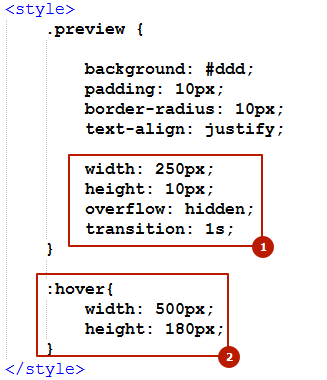 <style>
.preview {
background: #ddd;
padding: 10px;
border-radius: 10px;
text-align: justify;
width: 250px;
height: 10px;
overflow: hidden;
transition: 1s;
1
}
:hover{
width: 500px;
height: 180px;
}
2
</style>